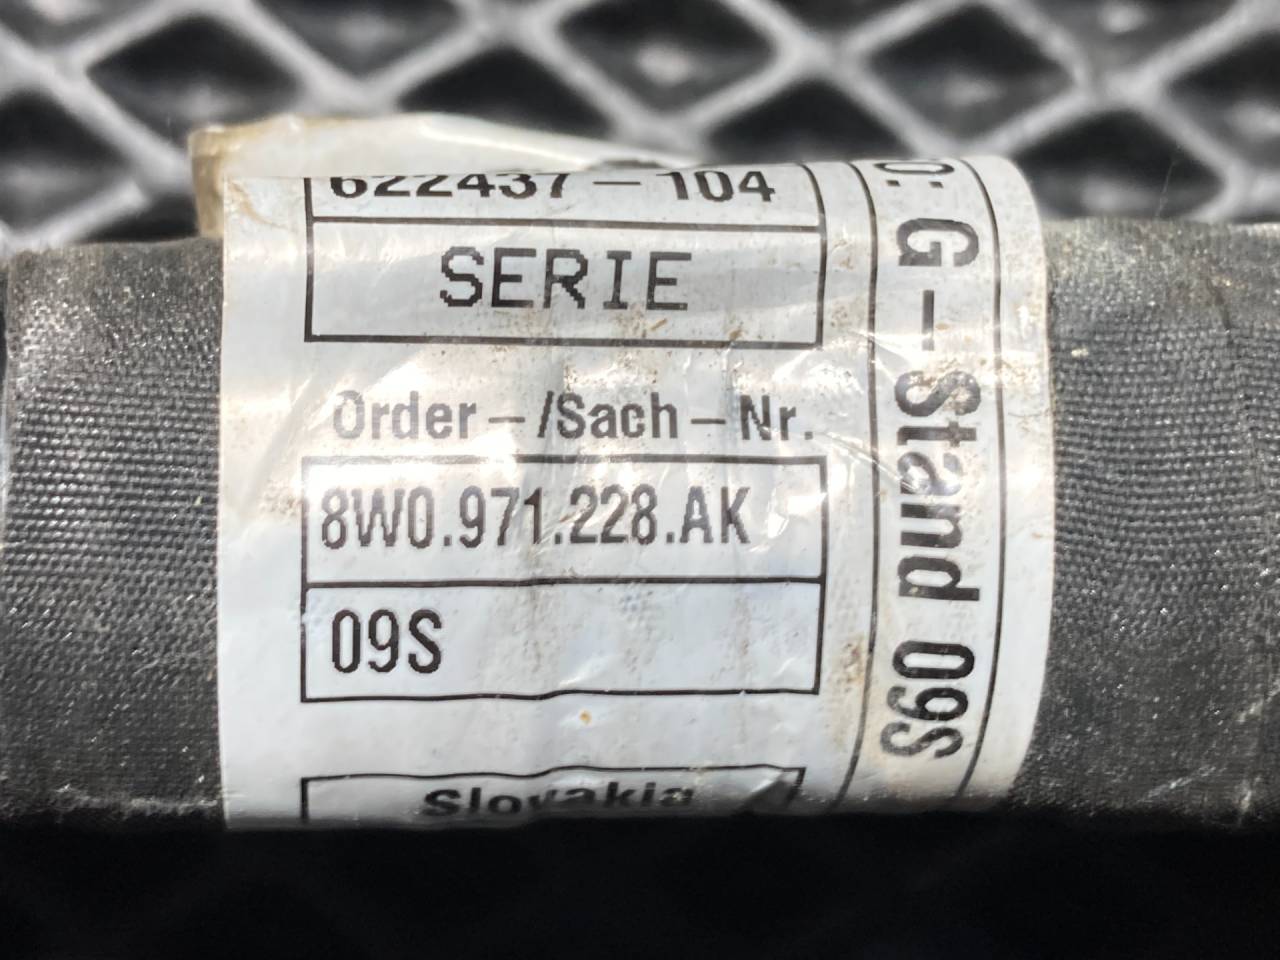 622437-104
SERIE
Order-/Sach-Nr.
8W0.971.228.AK
09S
Slovakia
G-Stand 09S